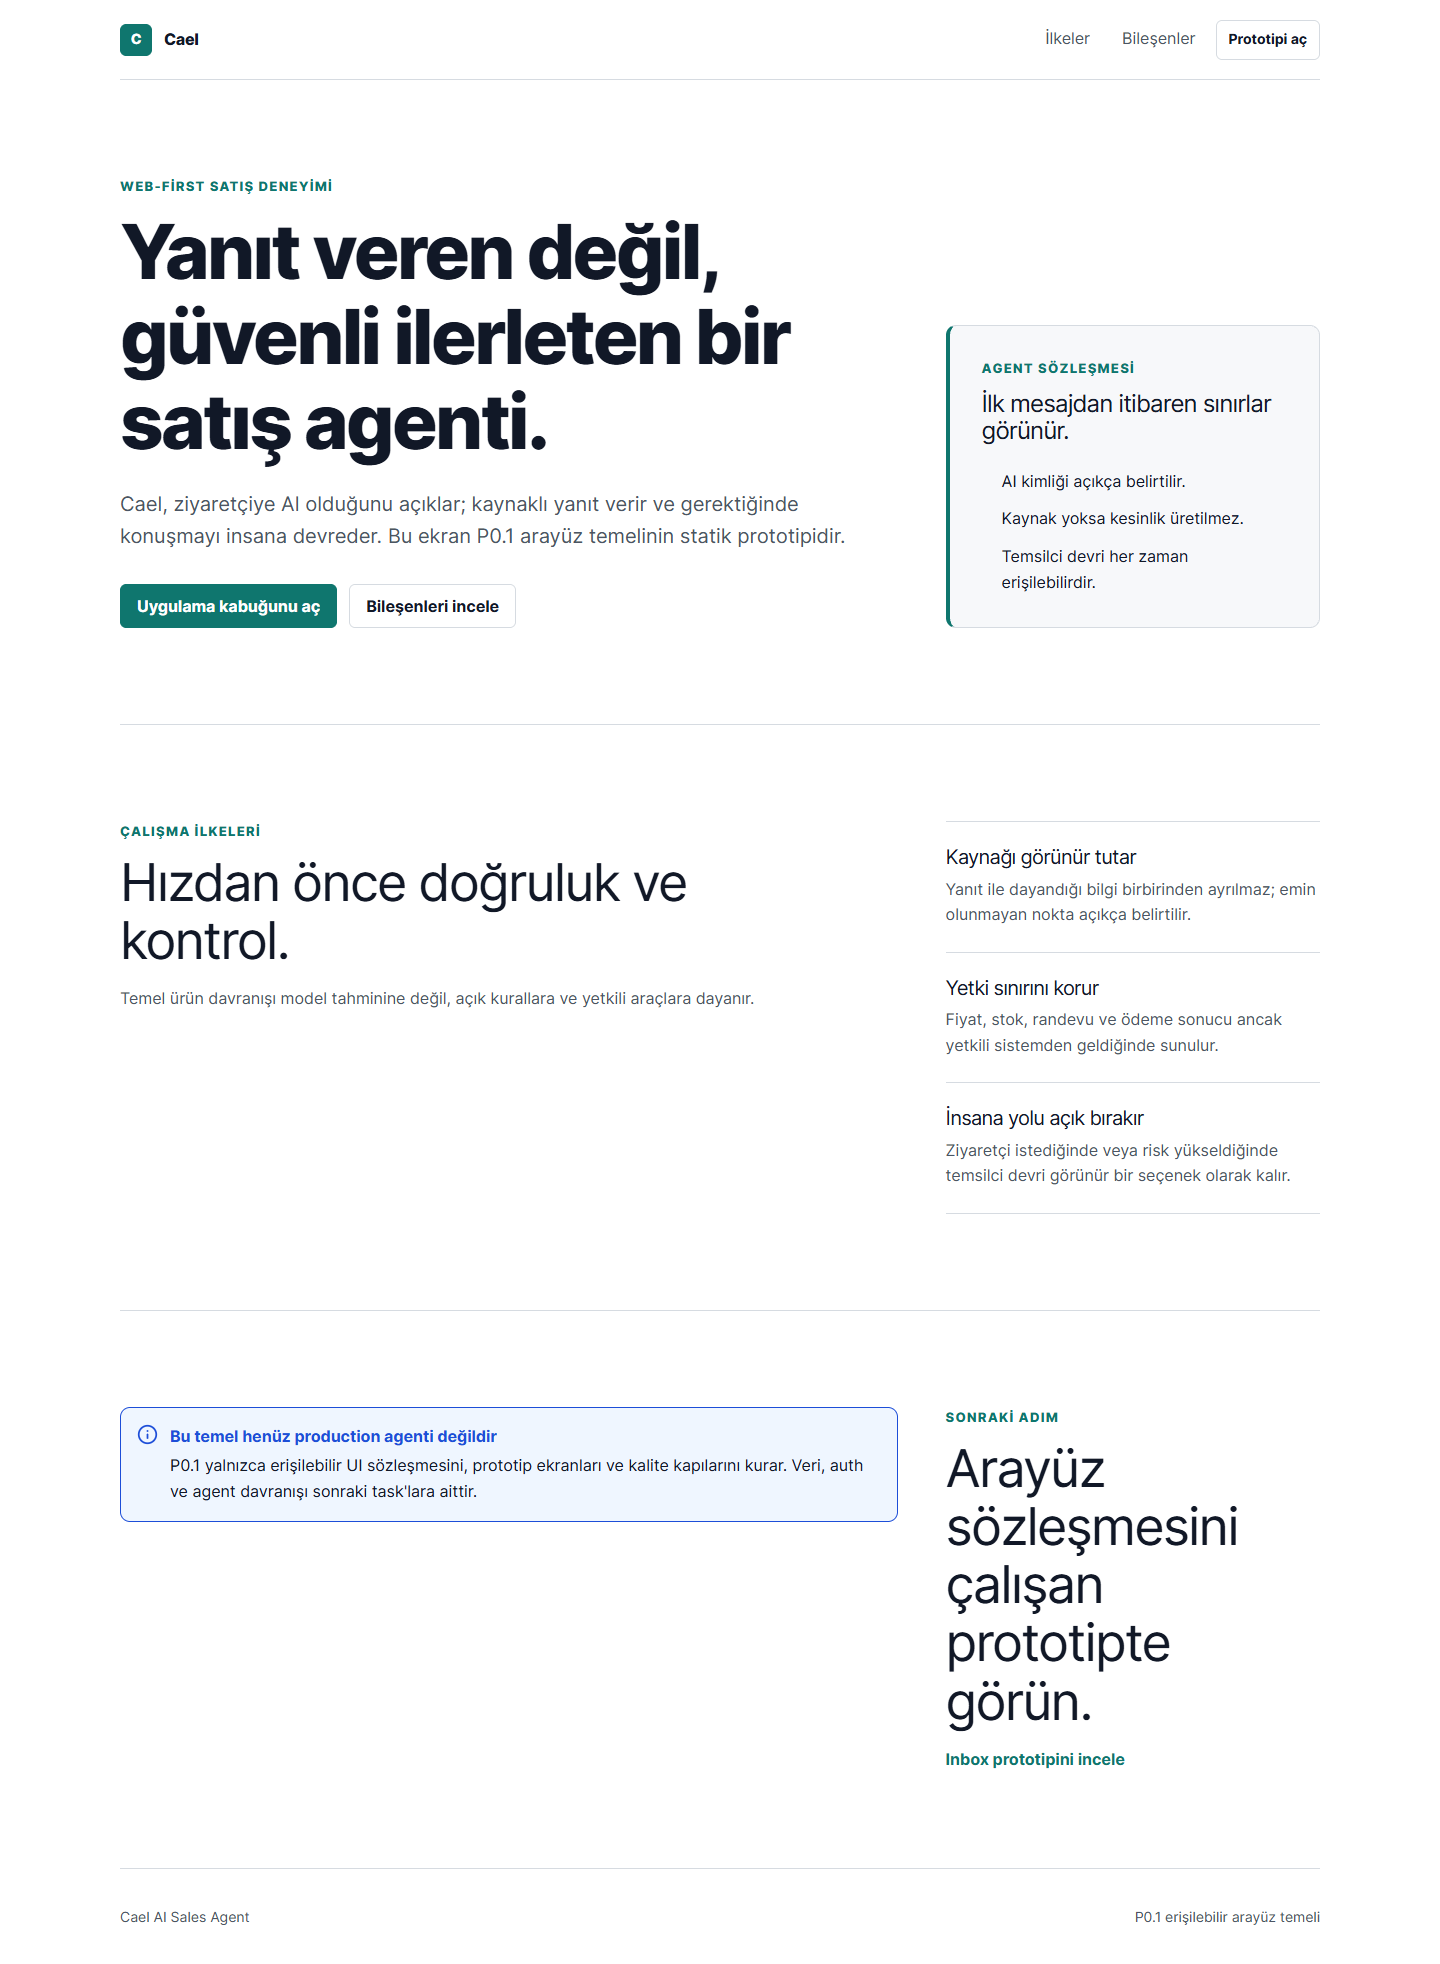 C
Cael
İlkeler
Bileşenler
Prototipi aç
WEB-FİRST SATIŞ DENEYİMİ
Yanıt veren değil,
güvenli ilerleten bir
satış agenti.
Cael, ziyaretçiye AI olduğunu açıklar; kaynaklı yanıt verir ve gerektiğinde
konuşmayı insana devreder. Bu ekran P0.1 arayüz temelinin statik prototipidir.
Uygulama kabuğunu aç
Bileşenleri incele
AGENT SÖZLEŞMESİ
İlk mesajdan itibaren sınırlar
görünür.
AI kimliği açıkça belirtilir.
Kaynak yoksa kesinlik üretilmez.
Temsilci devri her zaman
erişilebilirdir.
ÇALIŞMA İLKELERİ
Hızdan önce doğruluk ve
kontrol.
Temel ürün davranışı model tahminine değil, açık kurallara ve yetkili araçlara dayanır.
Kaynağı görünür tutar
Yanıt ile dayandığı bilgi birbirinden ayrılmaz; emin
olunmayan nokta açıkça belirtilir.
Yetki sınırını korur
Fiyat, stok, randevu ve ödeme sonucu ancak
yetkili sistemden geldiğinde sunulur.
İnsana yolu açık bırakır
Ziyaretçi istediğinde veya risk yükseldiğinde
temsilci devri görünür bir seçenek olarak kalır.
Bu temel henüz production agenti değildir
P0.1 yalnızca erişilebilir UI sözleşmesini, prototip ekranları ve kalite kapılarını kurar. Veri, auth
ve agent davranışı sonraki task'lara aittir.
SONRAKİ ADIM
Arayüz
sözleşmesini
çalışan
prototipte
görün.
Inbox prototipini incele
Cael AI Sales Agent
P0.1 erişilebilir arayüz temeli